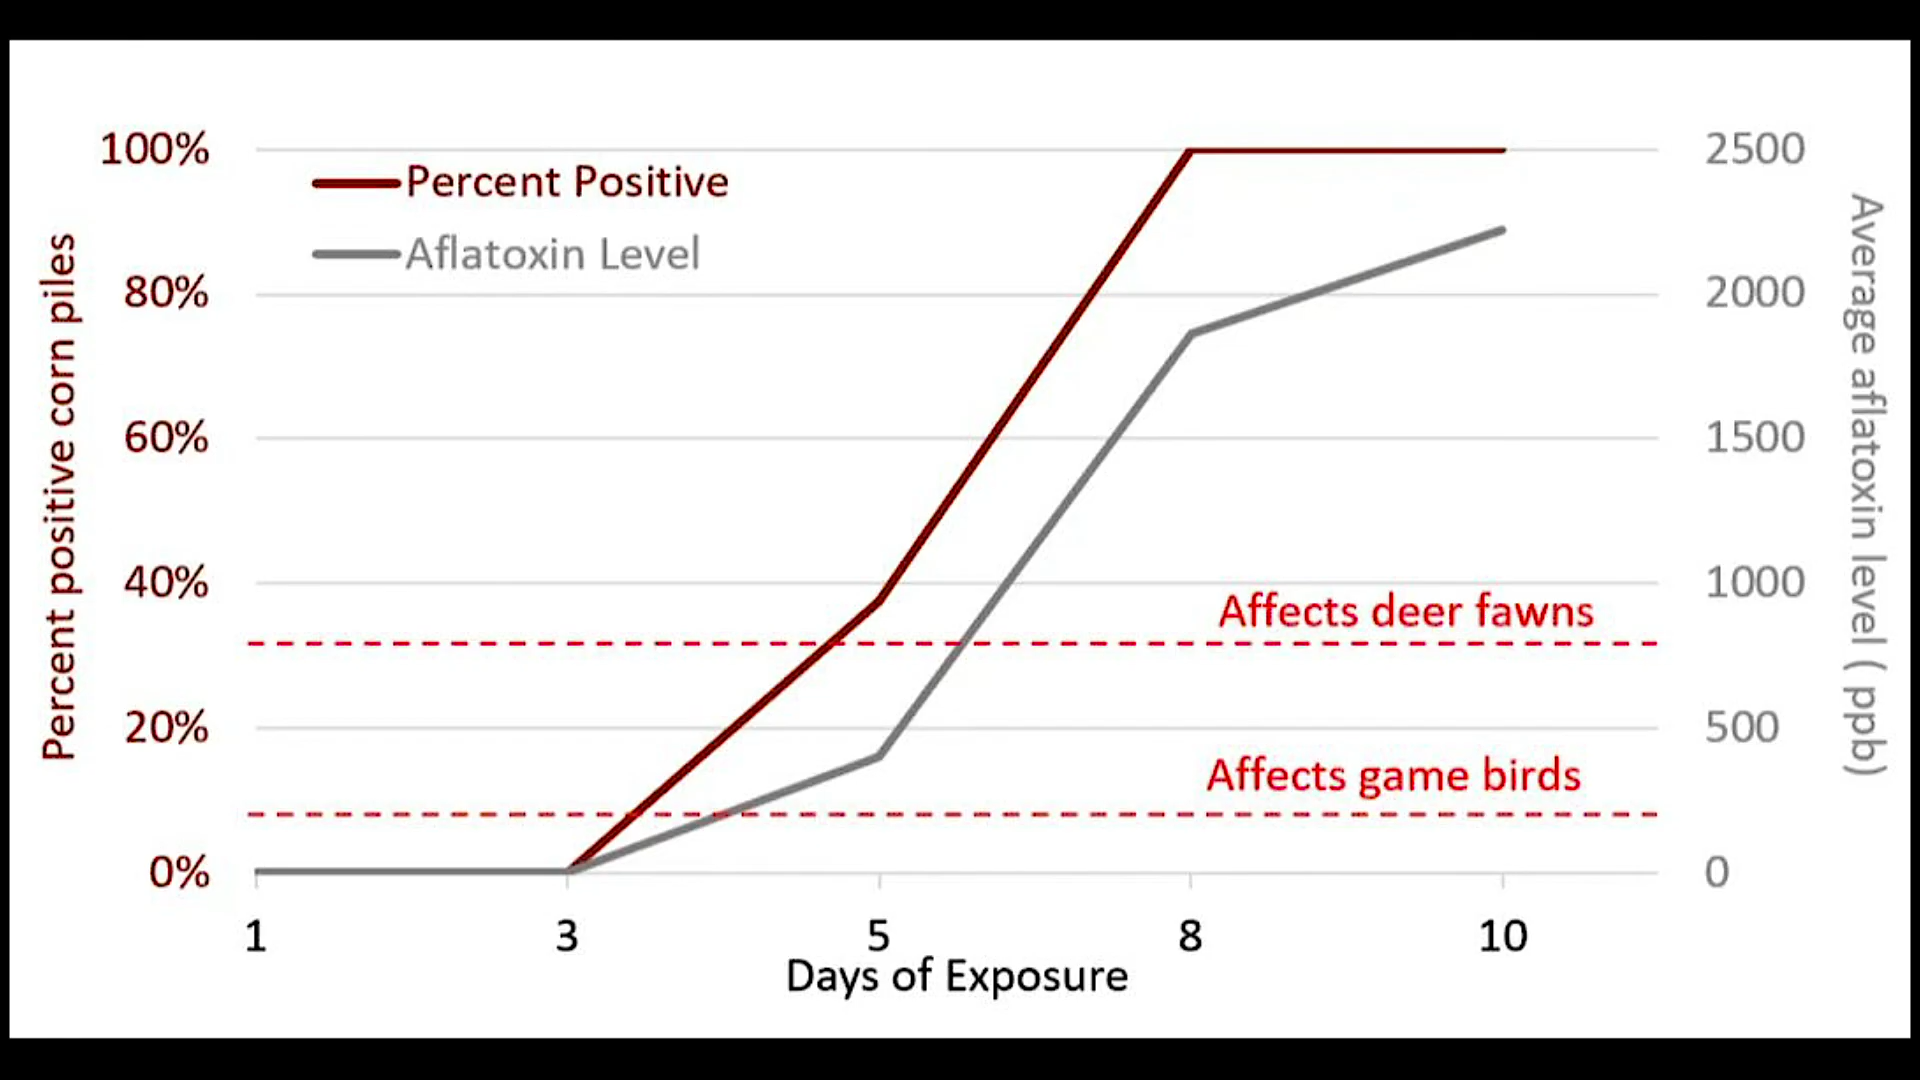 100%
80%
60%
40%
20%
0%
Percent positive corn piles
Percent Positive
Aflatoxin Level
Affects deer fawns
Affects game birds
2500
2000
1500
1000
500
0
Average aflatoxin level ( ppb)
1 3 5 8 10
Days of Exposure